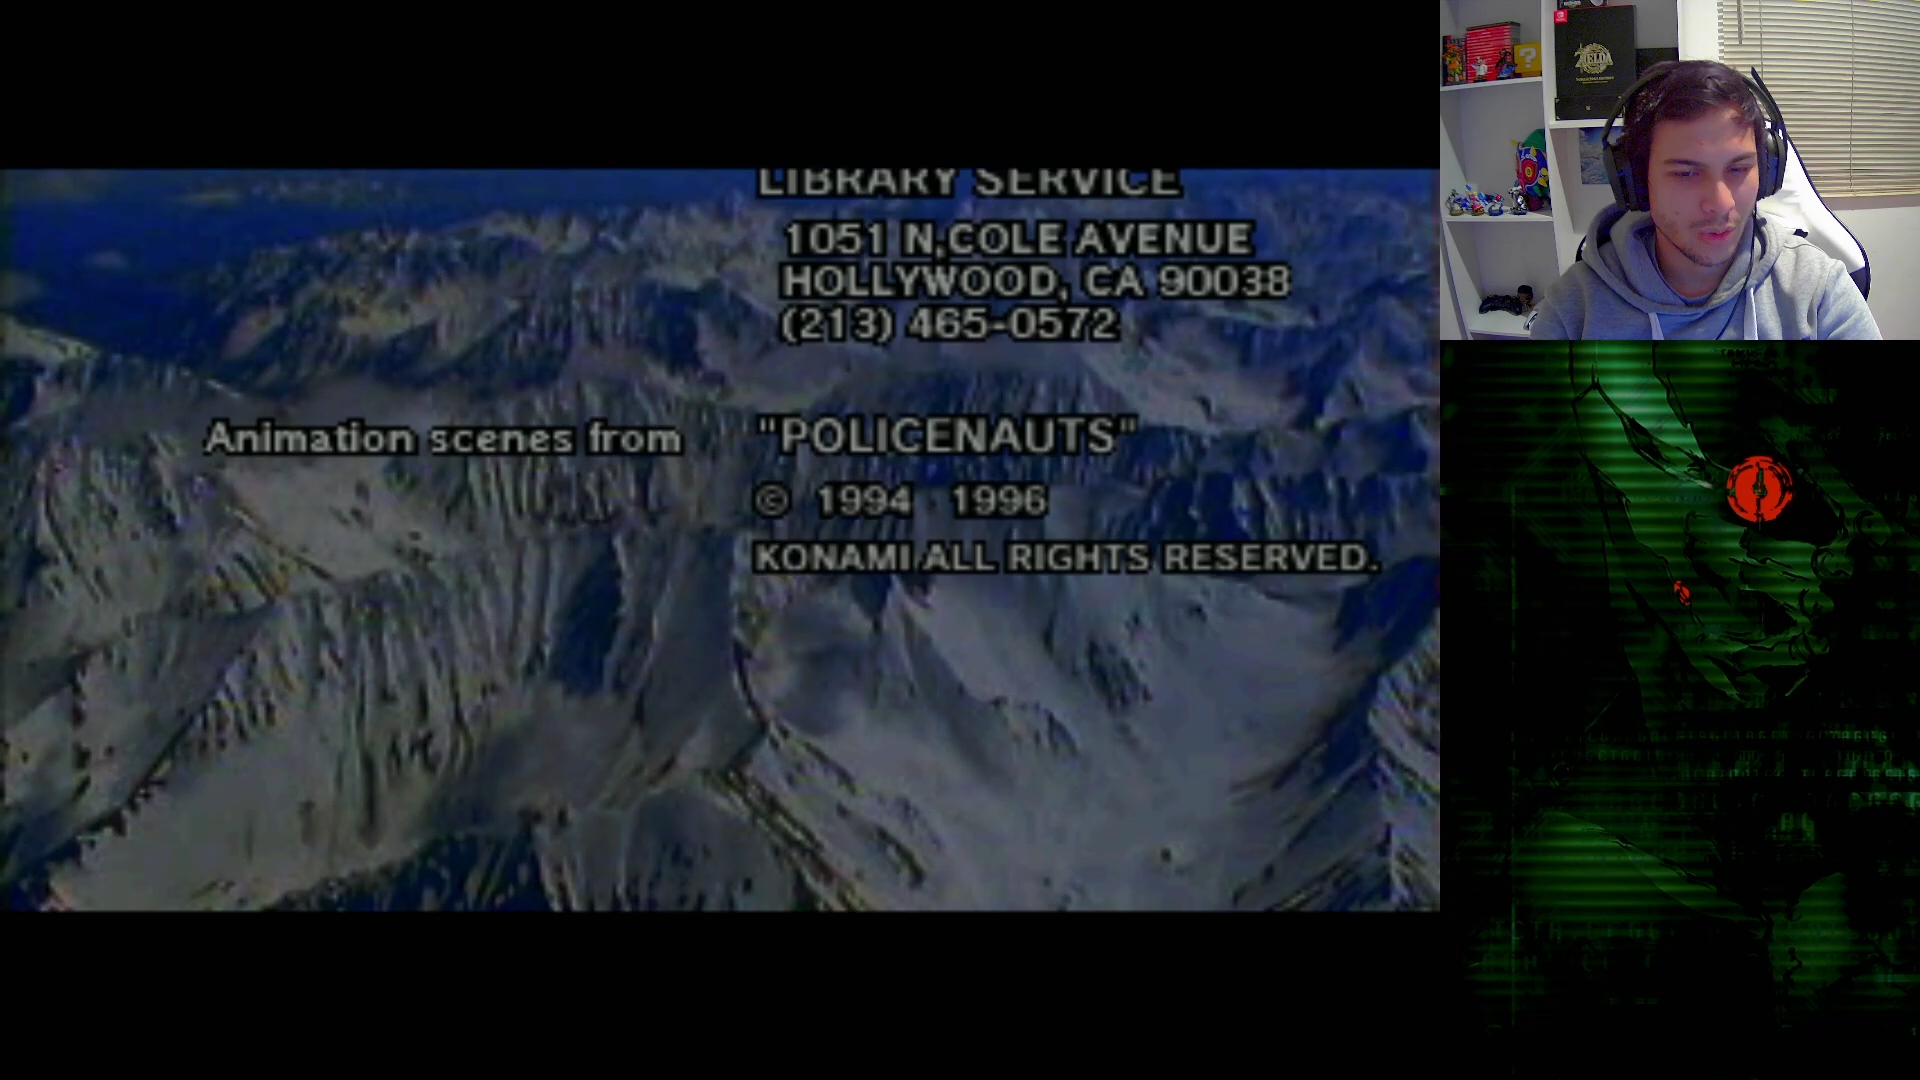 LIBRARY SERVICE
1051 N,COLE AVENUE
HOLLYWOOD, CA 90038
(213) 465-0572
Animation scenes from "POLICENAUTS"
© 1994 1996
KONAMI ALL RIGHTS RESERVED.
ZELDA
?